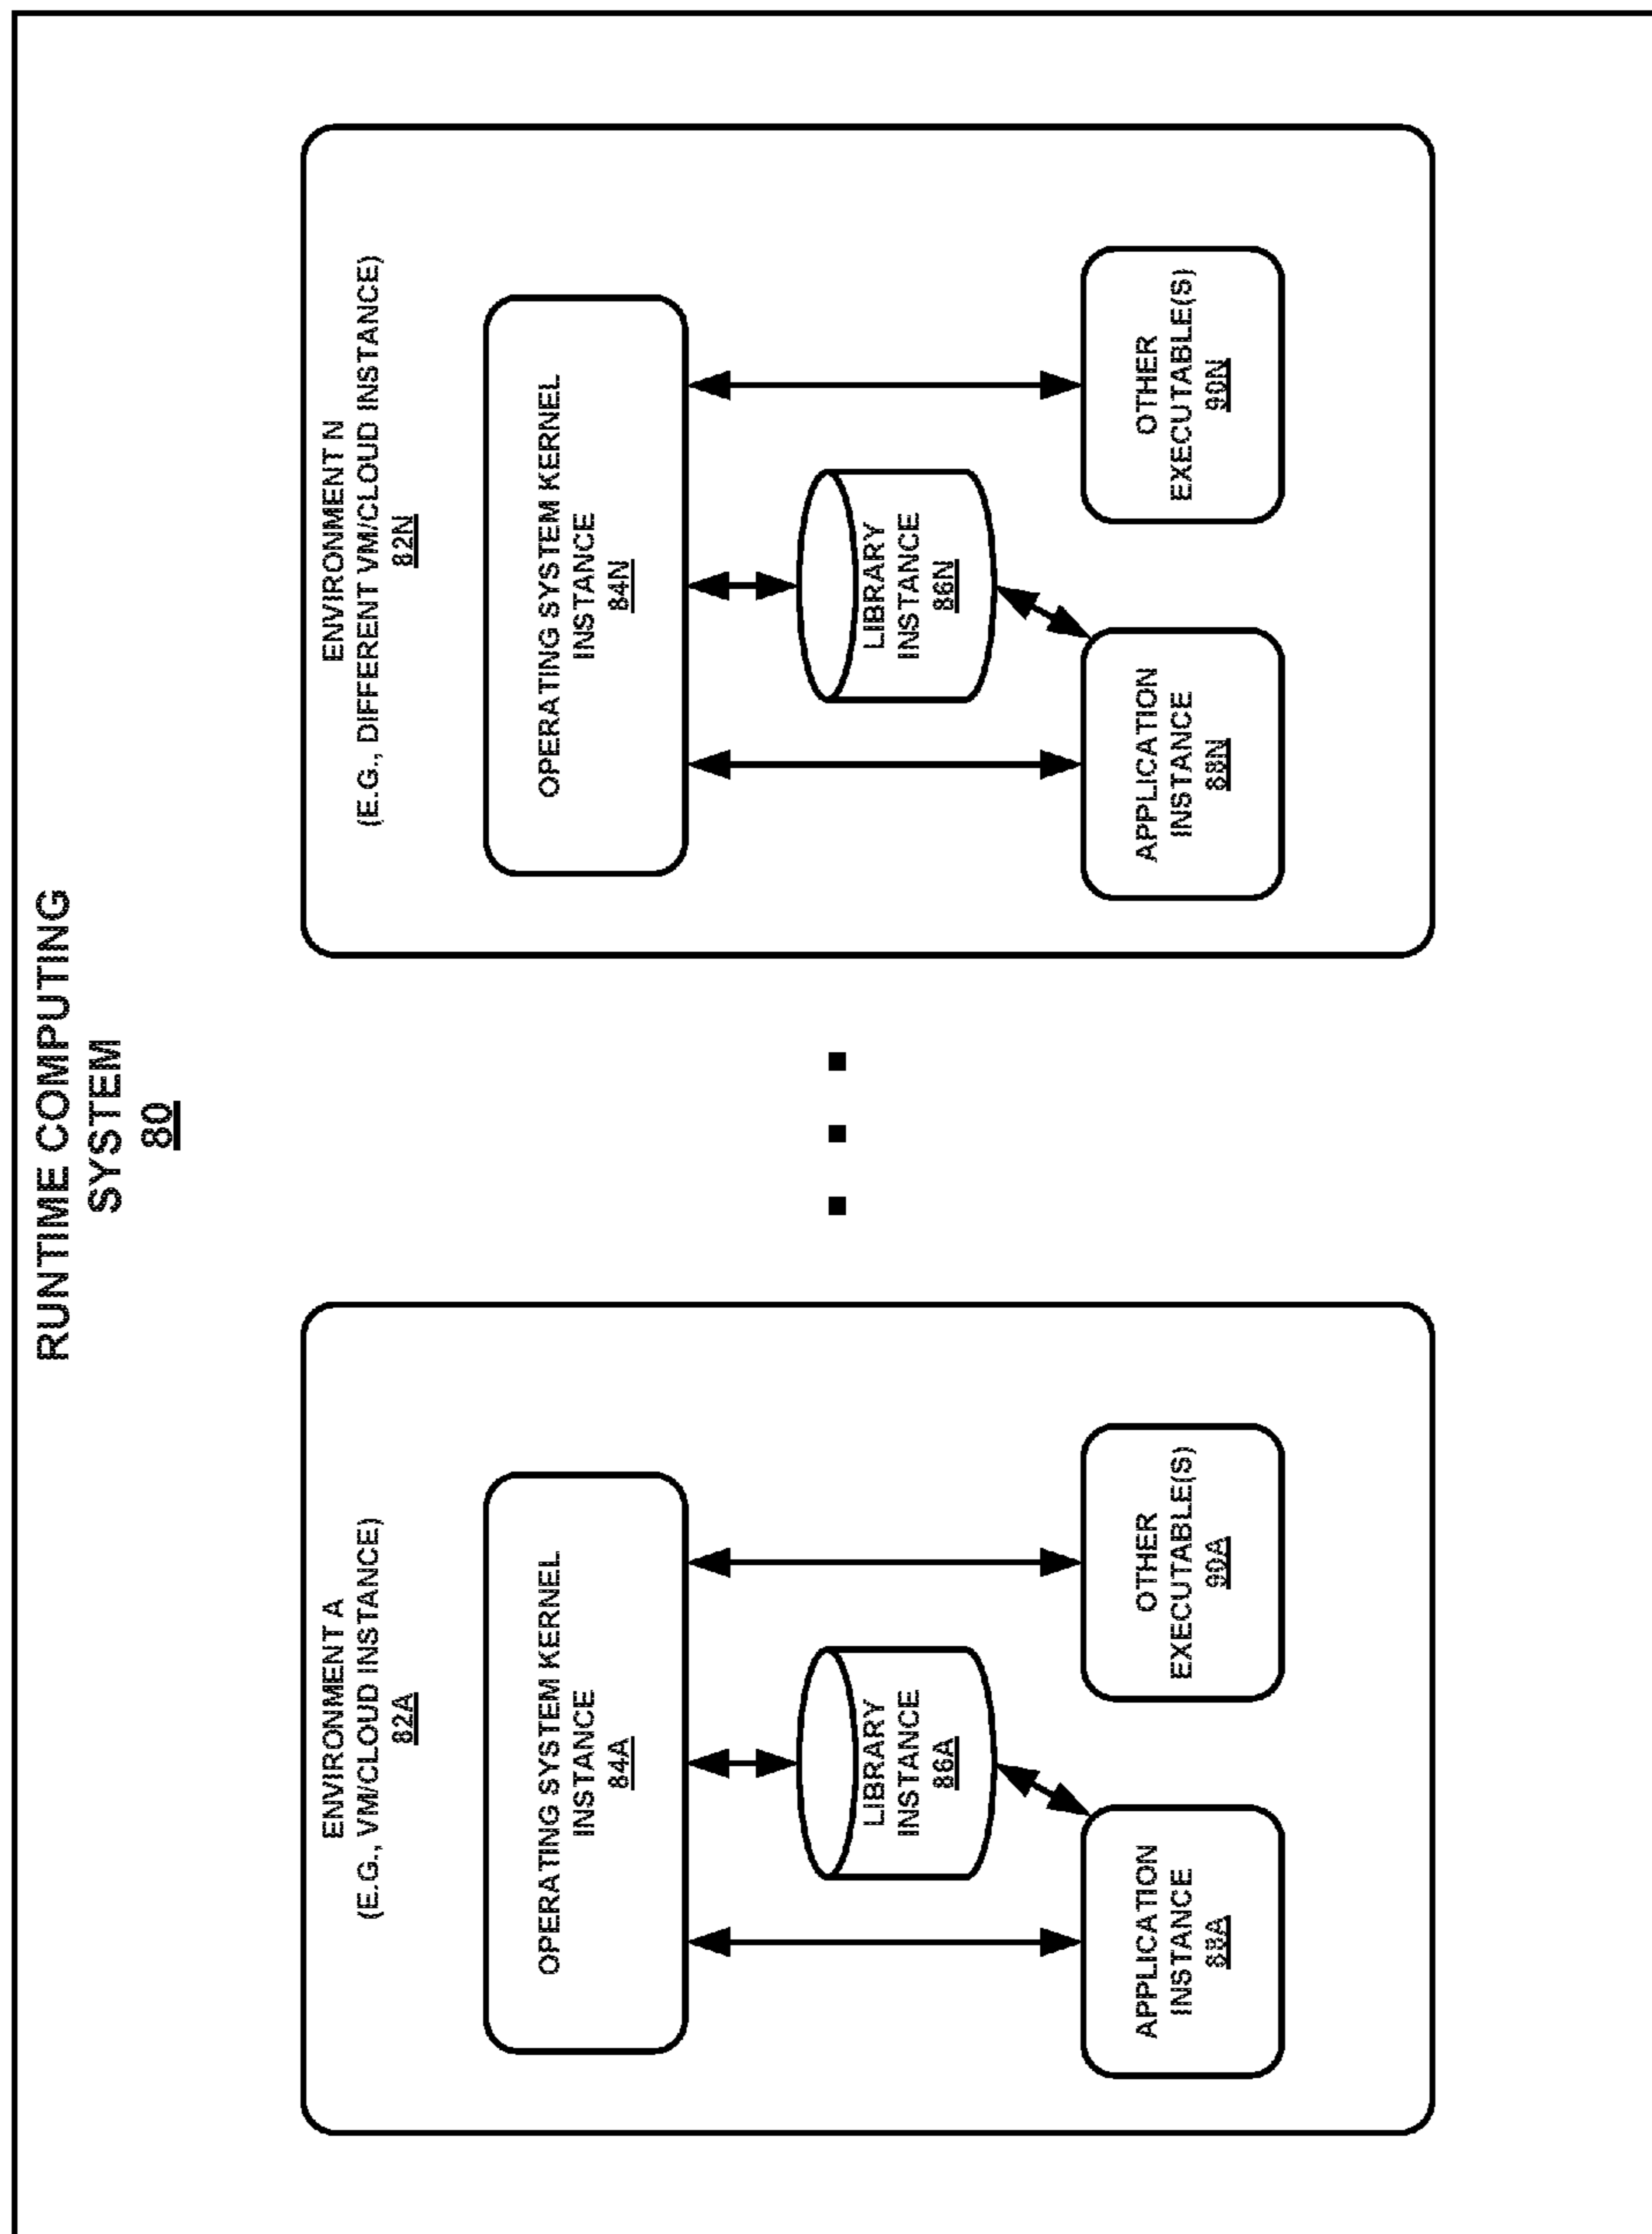 RUNTIME COMPUTING
SYSTEM
80
ENVIRONMENT A
(E.G., VM/CLOUD INSTANCE)
82A
OPERATING SYSTEM KERNEL
INSTANCE
84A
LIBRARY
INSTANCE
86A
APPLICATION
INSTANCE
88A
OTHER
EXECUTABLE(S)
90A
ENVIRONMENT N
(E.G., DIFFERENT VM/CLOUD INSTANCE)
82N
OPERATING SYSTEM KERNEL
INSTANCE
84N
LIBRARY
INSTANCE
86N
APPLICATION
INSTANCE
88N
OTHER
EXECUTABLE(S)
90N